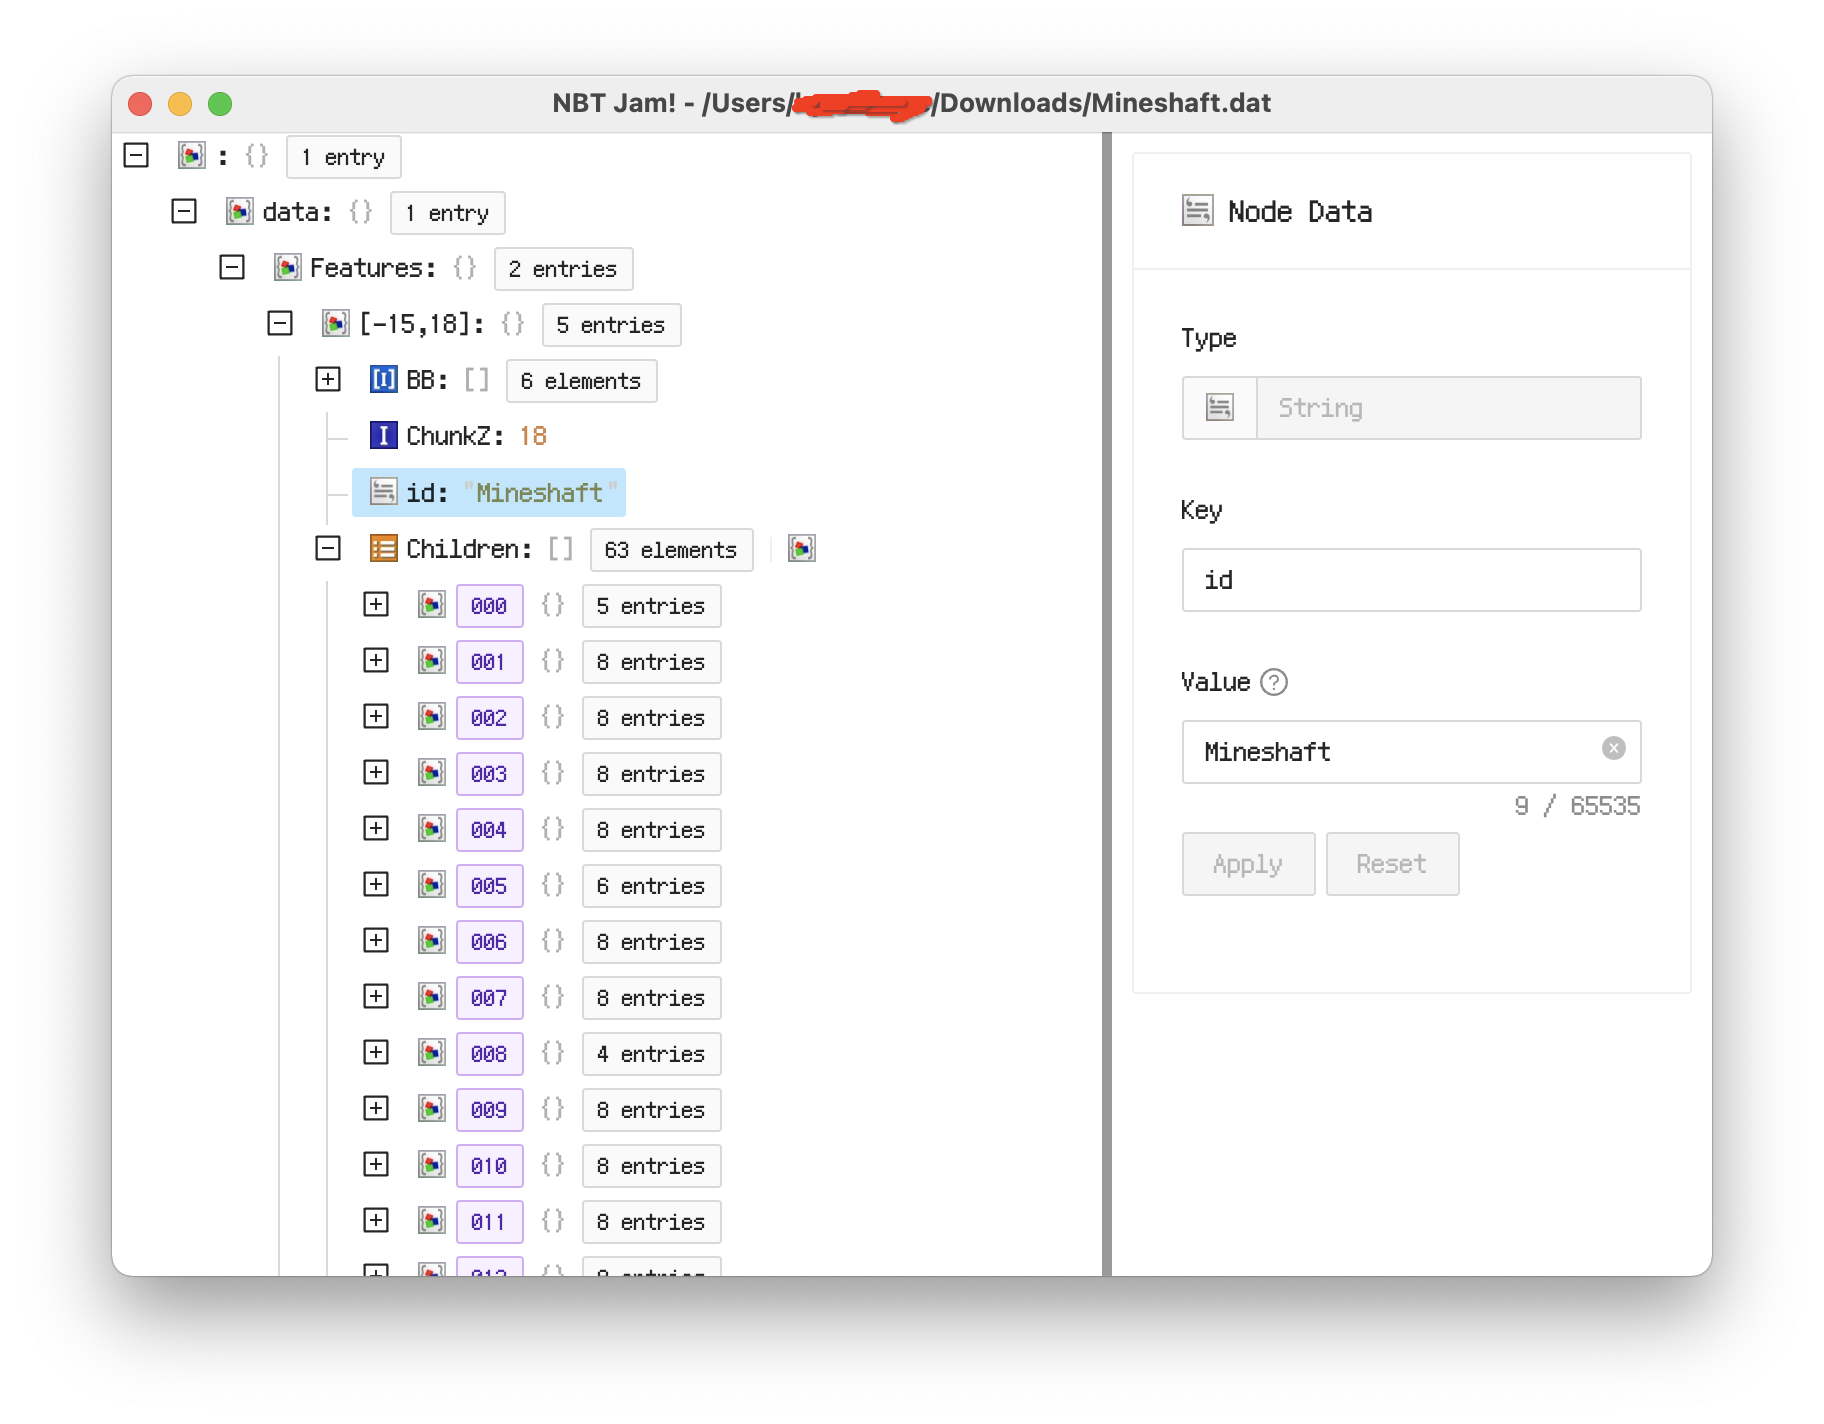 NBT Jam! - /Users/ /Downloads/Mineshaft.dat
: {} 1 entry
data: {} 1 entry
Features: {} 2 entries
[-15,18]: {} 5 entries
[I] BB: [] 6 elements
I ChunkZ: 18
id: "Mineshaft"
Children: [] 63 elements
000 {} 5 entries
001 {} 8 entries
002 {} 8 entries
003 {} 8 entries
004 {} 8 entries
005 {} 6 entries
006 {} 8 entries
007 {} 8 entries
008 {} 4 entries
009 {} 8 entries
010 {} 8 entries
011 {} 8 entries
Node Data
Type
String
Key
id
Value ?
Mineshaft
9 / 65535
Apply Reset